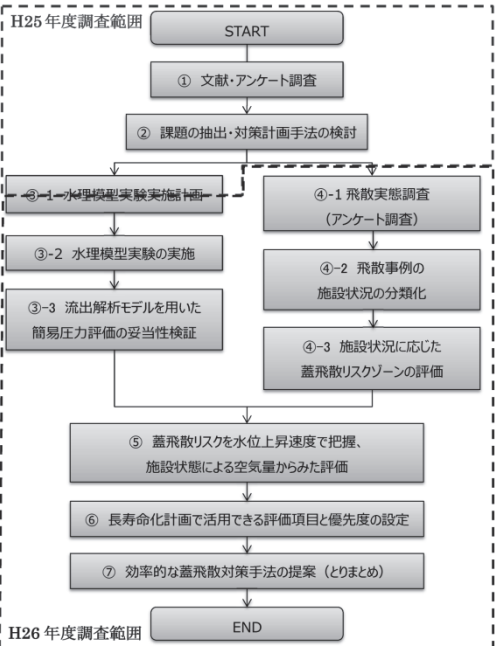 H25 年度調査範囲
START
① 文献・アンケート調査
② 課題の抽出・対策計画手法の検討
③-1 水理模型実験実施計画
③-2 水理模型実験の実施
③-3 流出解析モデルを用いた
簡易圧力評価の妥当性検証
④-1 飛散実態調査
（アンケート調査）
④-2 飛散事例の
施設状況の分類化
④-3 施設状況に応じた
蓋飛散リスクゾーンの評価
⑤ 蓋飛散リスクを水位上昇速度で把握、
施設状態による空気量からみた評価
⑥ 長寿命化計画で活用できる評価項目と優先度の設定
⑦ 効率的な蓋飛散対策手法の提案（とりまとめ）
END
H26 年度調査範囲